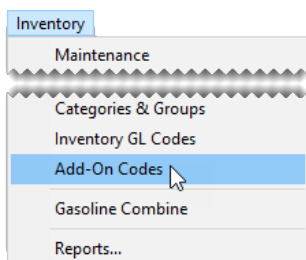 Inventory
Maintenance
Categories & Groups
Inventory GL Codes
Add-On Codes
Gasoline Combine
Reports...